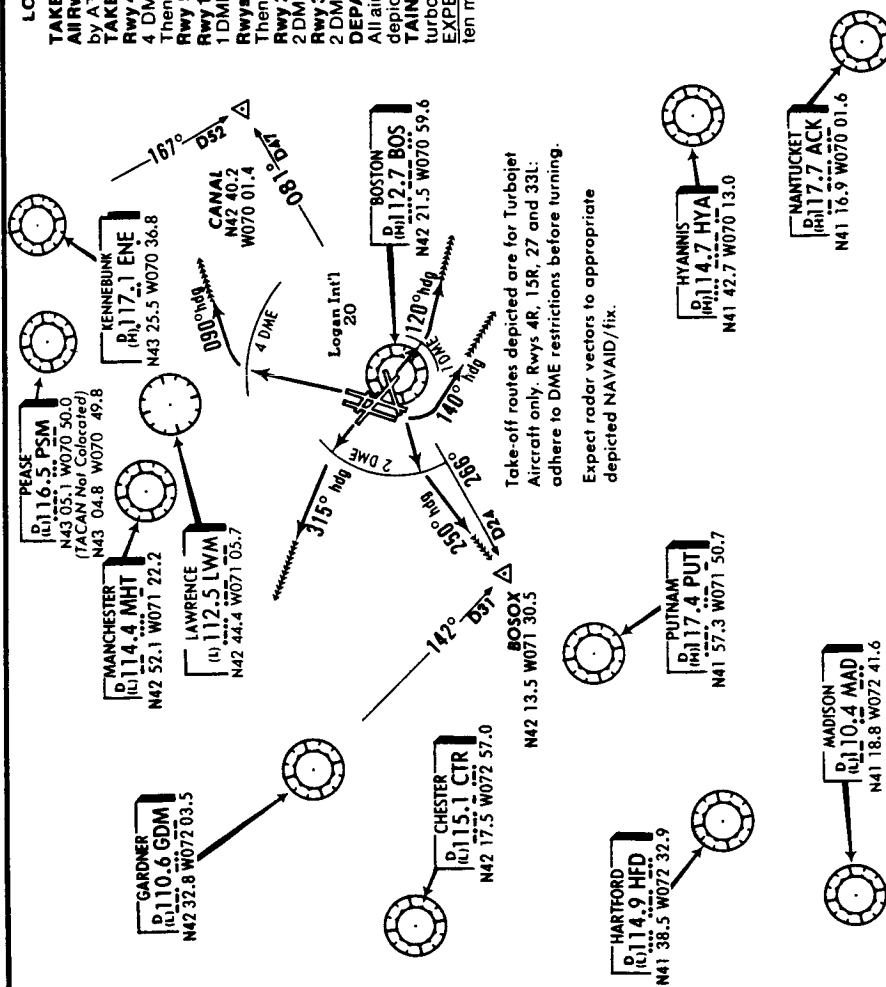 LO
TAKE
All Rw
by AT
TAKE
Rwy 4
4 DM
Then
Rwy
Rwy 1
1 DME
Rwys
Then
Rwy 2
2 DM
Rwy 3
2 DM
DEPA
All air
depic
TAIN
turbo
EXPE
ten m
PEASE
D
(L) 116.5 PSM
N43 05.1 W070 50.0
(TACAN Not Colocated)
N43 04.8 W070 49.8
KENNEBUNK
D
(H) 117.1 ENE
N43 25.5 W070 36.8
167°
D52
CANAL
N42 40.2
W070 01.4
081° D47
MANCHESTER
D
(L) 114.4 MHT
N42 52.1 W071 22.2
LAWRENCE
(L) 112.5 LWM
N42 44.4 W071 05.7
090° hdg
4 DME
Logan Int'l
20
BOSTON
D
(H) 112.7 BOS
N42 21.5 W070 59.6
120° hdg
1 DME
140° hdg
2 DME
315° hdg
250° hdg
266°
D24
Take-off routes depicted are for Turbojet
Aircraft only. Rwys 4R, 15R, 27 and 33L:
adhere to DME restrictions before turning.
Expect radar vectors to appropriate
depicted NAVAID/fix.
GARDNER
D
(L) 110.6 GDM
N42 32.8 W072 03.5
142°
D31
BOSOX
N42 13.5 W071 30.5
CHESTER
D
(L) 115.1 CTR
N42 17.5 W072 57.0
PUTNAM
D
(H) 117.4 PUT
N41 57.3 W071 50.7
HYANNIS
D
(H) 114.7 HYA
N41 42.7 W070 13.0
NANTUCKET
D
(H) 117.7 ACK
N41 16.9 W070 01.6
HARTFORD
D
(L) 114.9 HFD
N41 38.5 W072 32.9
MADISON
D
(L) 110.4 MAD
N41 18.8 W072 41.6